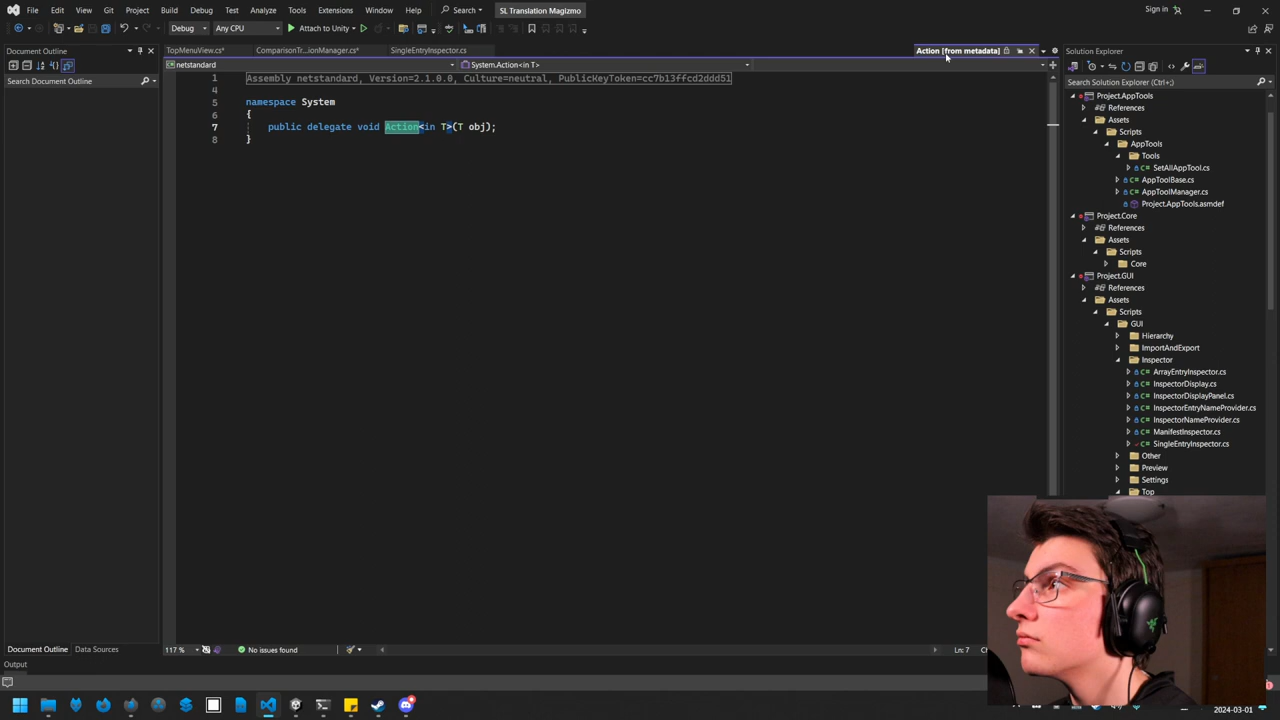 File Edit View Git Project Build Debug Test Analyze Tools Extensions Window Help Search SL Translation Magizmo Sign in
Debug Any CPU Attach to Unity
Document Outline
Search Document Outline
TopMenuView.cs* ComparisonTr...ionManager.cs* SingleEntryInspector.cs Action [from metadata]
netstandard System.Action<in T>
1 Assembly netstandard, Version=2.1.0.0, Culture=neutral, PublicKeyToken=cc7b13ffcd2ddd51
5 namespace System
6 {
7 public delegate void Action<in T>(T obj);
8 }
Solution Explorer
Search Solution Explorer (Ctrl+;)
Project.AppTools
References
Assets
Scripts
AppTools
Tools
SetAllAppTool.cs
AppToolBase.cs
AppToolManager.cs
Project.AppTools.asmdef
Project.Core
References
Assets
Scripts
Core
Project.GUI
References
Assets
Scripts
GUI
Hierarchy
ImportAndExport
Inspector
ArrayEntryInspector.cs
InspectorDisplay.cs
InspectorDisplayPanel.cs
InspectorEntryNameProvider.cs
InspectorNameProvider.cs
ManifestInspector.cs
SingleEntryInspector.cs
Other
Preview
Settings
Top
Document Outline Data Sources
117 % No issues found Ln: 7
Output
2024-03-01